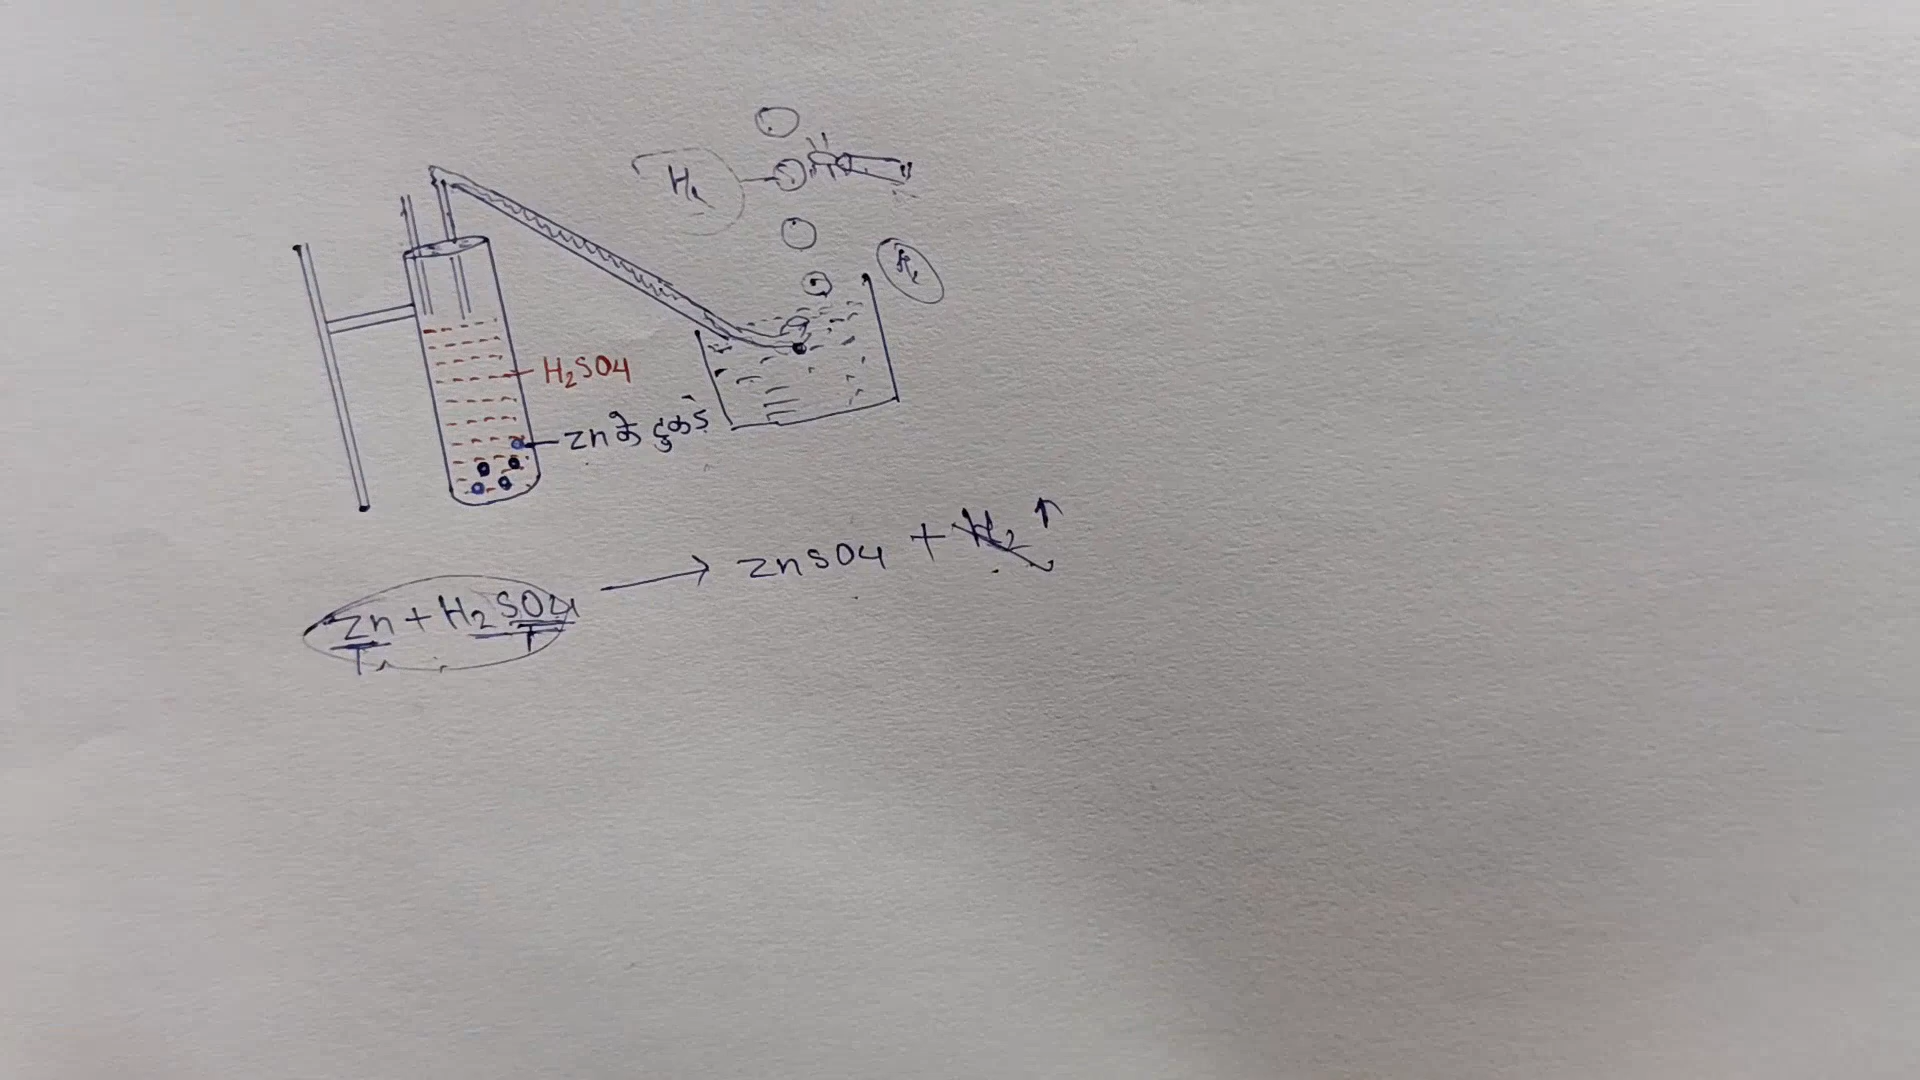 H₂
H₂
H₂SO4
Zn के टुकड़े
Zn + H₂SO4 → ZnSO4 + H₂ ↑